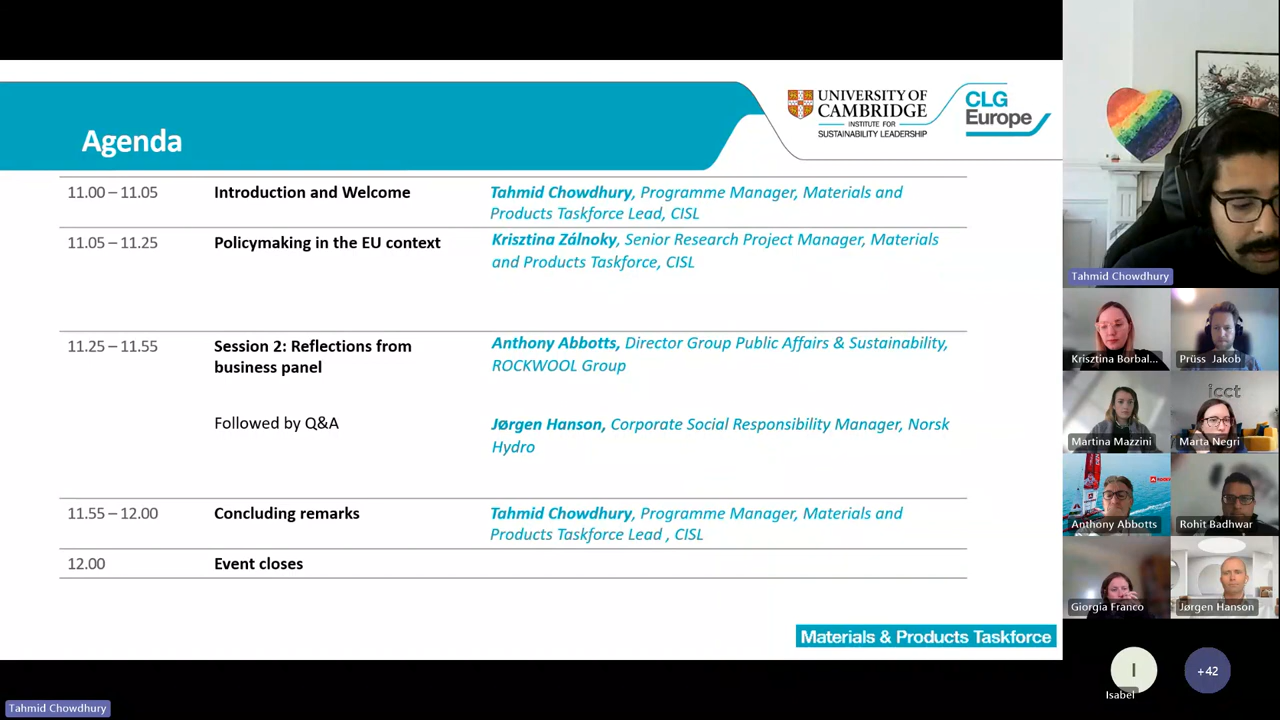 Agenda
UNIVERSITY OF
CAMBRIDGE
INSTITUTE FOR
SUSTAINABILITY LEADERSHIP
CLG
Europe
11.00 – 11.05
Introduction and Welcome
Tahmid Chowdhury, Programme Manager, Materials and
Products Taskforce Lead, CISL
11.05 – 11.25
Policymaking in the EU context
Krisztina Zálnoky, Senior Research Project Manager, Materials
and Products Taskforce, CISL
11.25 – 11.55
Session 2: Reflections from
business panel
Anthony Abbotts, Director Group Public Affairs & Sustainability,
ROCKWOOL Group
Followed by Q&A
Jørgen Hanson, Corporate Social Responsibility Manager, Norsk
Hydro
11.55 – 12.00
Concluding remarks
Tahmid Chowdhury, Programme Manager, Materials and
Products Taskforce Lead , CISL
12.00
Event closes
Materials & Products Taskforce
Tahmid Chowdhury
Tahmid Chowdhury
Krisztina Borbal...
Prüss Jakob
Martina Mazzini
icct
Marta Negri
Anthony Abbotts
Rohit Badhwar
Giorgia Franco
Jørgen Hanson
I
Isabel
+42